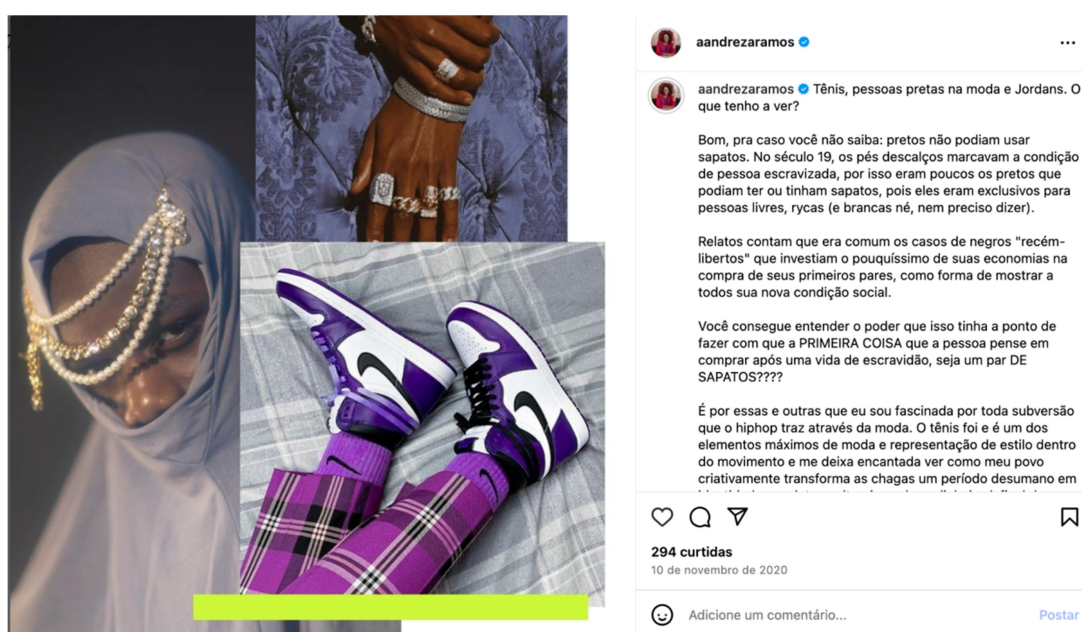 aandrezaramos
aandrezaramos Tênis, pessoas pretas na moda e Jordans. O
que tenho a ver?
Bom, pra caso você não saiba: pretos não podiam usar
sapatos. No século 19, os pés descalços marcavam a condição
de pessoa escravizada, por isso eram poucos os pretos que
podiam ter ou tinham sapatos, pois eles eram exclusivos para
pessoas livres, rycas (e brancas né, nem preciso dizer).
Relatos contam que era comum os casos de negros "recém-
libertos" que investiam o pouquíssimo de suas economias na
compra de seus primeiros pares, como forma de mostrar a
todos sua nova condição social.
Você consegue entender o poder que isso tinha a ponto de
fazer com que a PRIMEIRA COISA que a pessoa pense em
comprar após uma vida de escravidão, seja um par DE
SAPATOS????
É por essas e outras que eu sou fascinada por toda subversão
que o hiphop traz através da moda. O tênis foi e é um dos
elementos máximos de moda e representação de estilo dentro
do movimento e me deixa encantada ver como meu povo
criativamente transforma as chagas um período desumano em
294 curtidas
10 de novembro de 2020
Adicione um comentário...
Postar